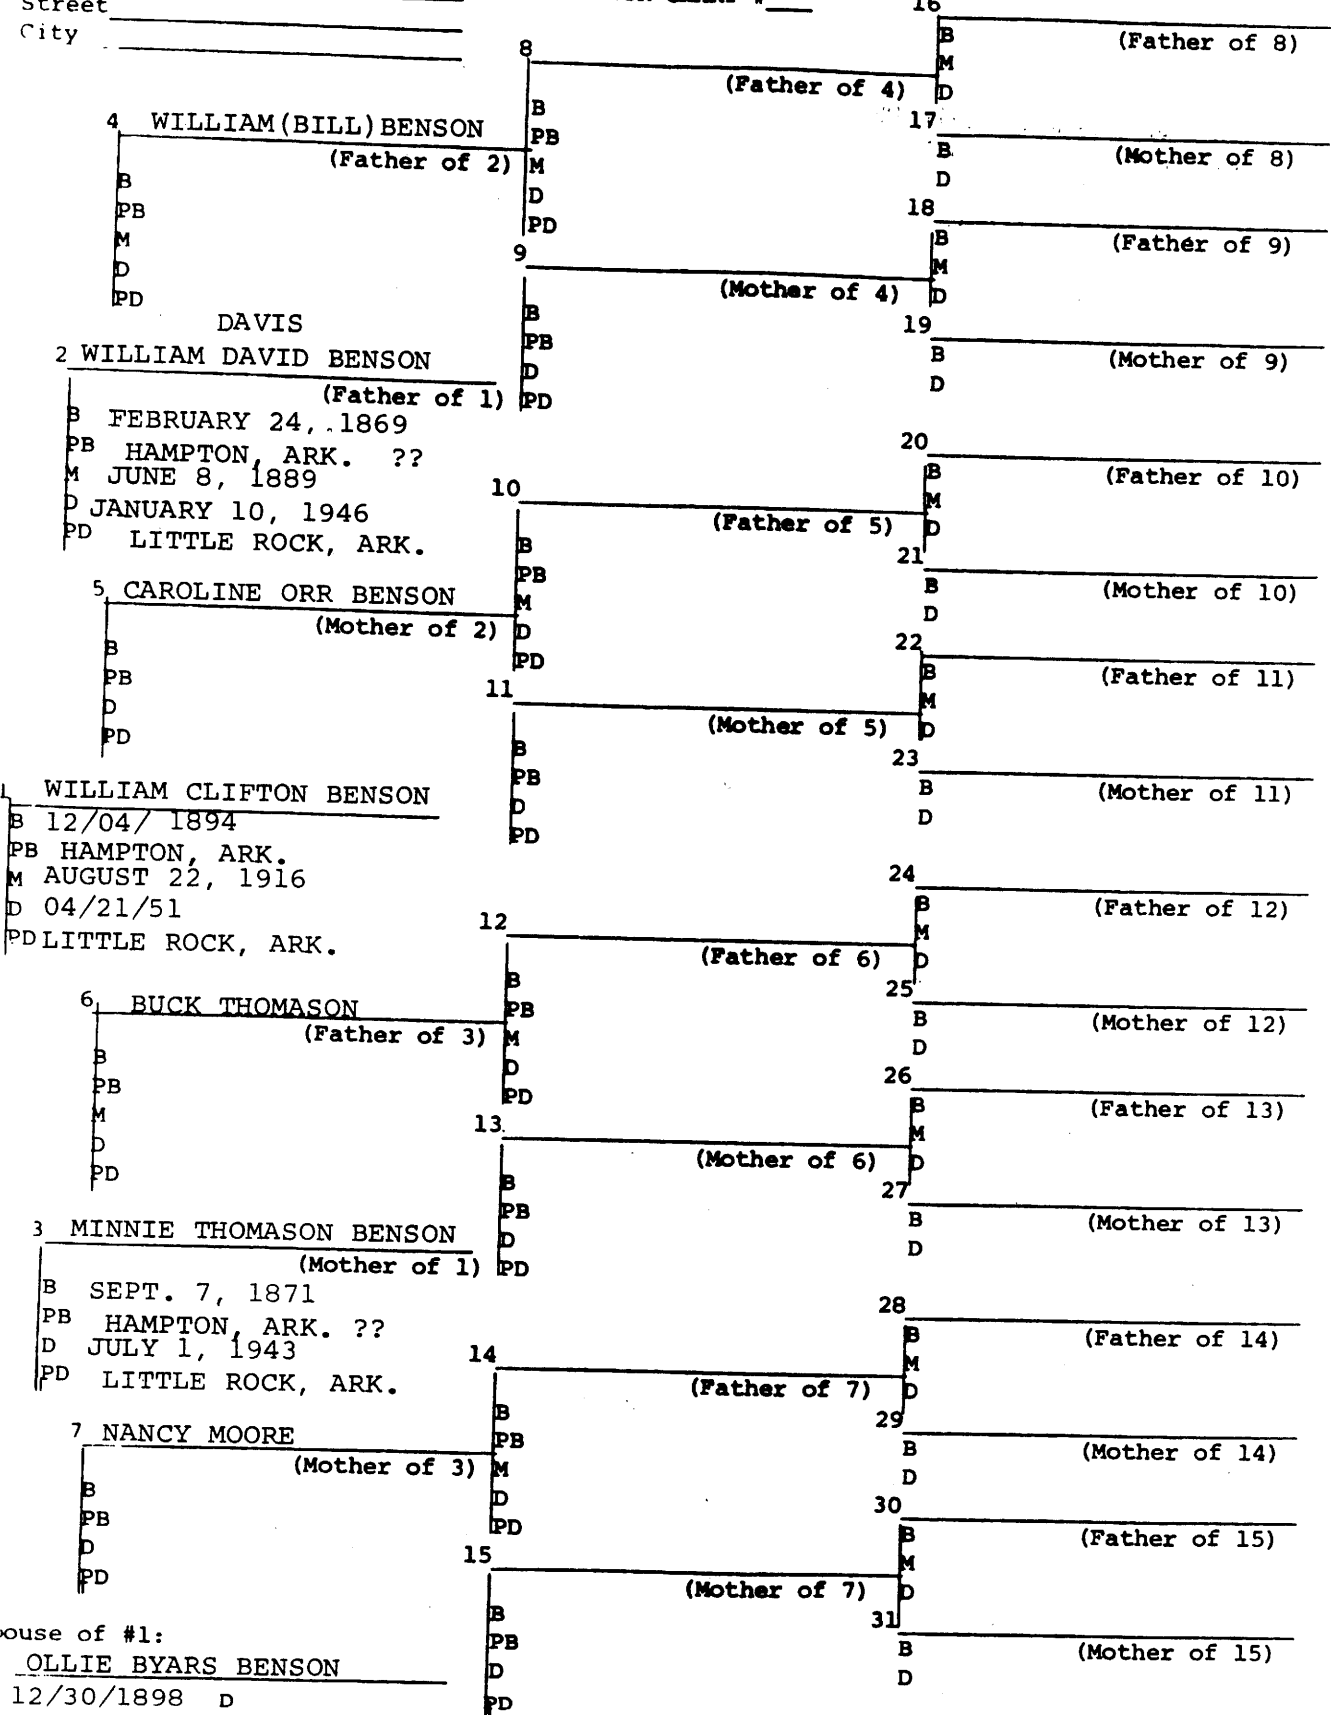 Street
City
4 WILLIAM(BILL)BENSON
(Father of 2)
B
PB
M
D
PD
DAVIS
2 WILLIAM DAVID BENSON
(Father of 1)
B FEBRUARY 24, 1869
PB HAMPTON, ARK. ??
M JUNE 8, 1889
D JANUARY 10, 1946
PD LITTLE ROCK, ARK.
5 CAROLINE ORR BENSON
(Mother of 2)
B
PB
D
PD
1 WILLIAM CLIFTON BENSON
B 12/04/ 1894
PB HAMPTON, ARK.
M AUGUST 22, 1916
D 04/21/51
PD LITTLE ROCK, ARK.
6 BUCK THOMASON
(Father of 3)
B
PB
M
D
PD
3 MINNIE THOMASON BENSON
(Mother of 1)
B SEPT. 7, 1871
PB HAMPTON, ARK. ??
D JULY 1, 1943
PD LITTLE ROCK, ARK.
7 NANCY MOORE
(Mother of 3)
B
PB
D
PD
ouse of #1:
OLLIE BYARS BENSON
12/30/1898 D
8
(Father of 4)
B
PB
M
D
PD
9
(Mother of 4)
B
PB
D
PD
10
(Father of 5)
B
PB
M
D
PD
11
(Mother of 5)
B
PB
D
PD
12
(Father of 6)
B
PB
M
D
PD
13
(Mother of 6)
B
PB
D
PD
14
(Father of 7)
B
PB
M
D
PD
15
(Mother of 7)
B
PB
D
PD
16
(Father of 8)
B
M
D
17
(Mother of 8)
B
D
18
(Father of 9)
B
M
D
19
(Mother of 9)
B
D
20
(Father of 10)
B
M
D
21
(Mother of 10)
B
D
22
(Father of 11)
B
M
D
23
(Mother of 11)
B
D
24
(Father of 12)
B
M
D
25
(Mother of 12)
B
D
26
(Father of 13)
B
M
D
27
(Mother of 13)
B
D
28
(Father of 14)
B
M
D
29
(Mother of 14)
B
D
30
(Father of 15)
B
M
D
31
(Mother of 15)
B
D